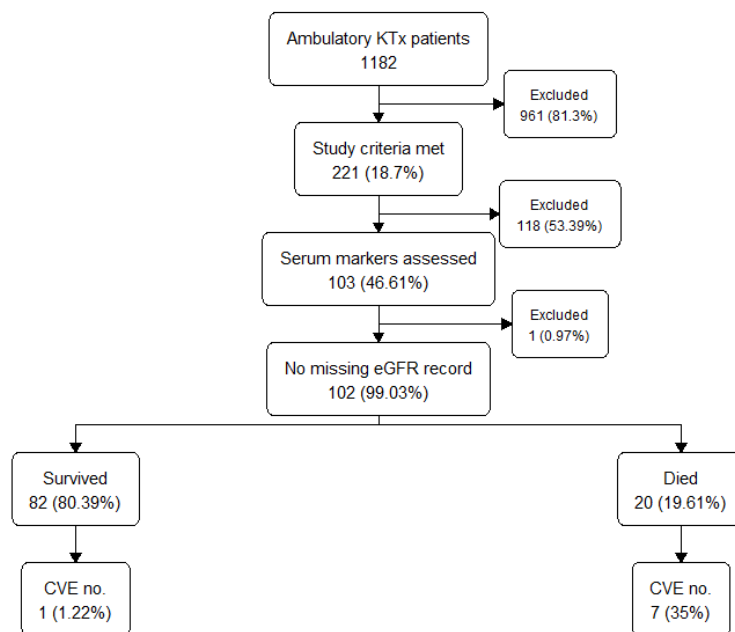 Ambulatory KTx patients
1182
Excluded
961 (81.3%)
Study criteria met
221 (18.7%)
Excluded
118 (53.39%)
Serum markers assessed
103 (46.61%)
Excluded
1 (0.97%)
No missing eGFR record
102 (99.03%)
Survived
82 (80.39%)
Died
20 (19.61%)
CVE no.
1 (1.22%)
CVE no.
7 (35%)